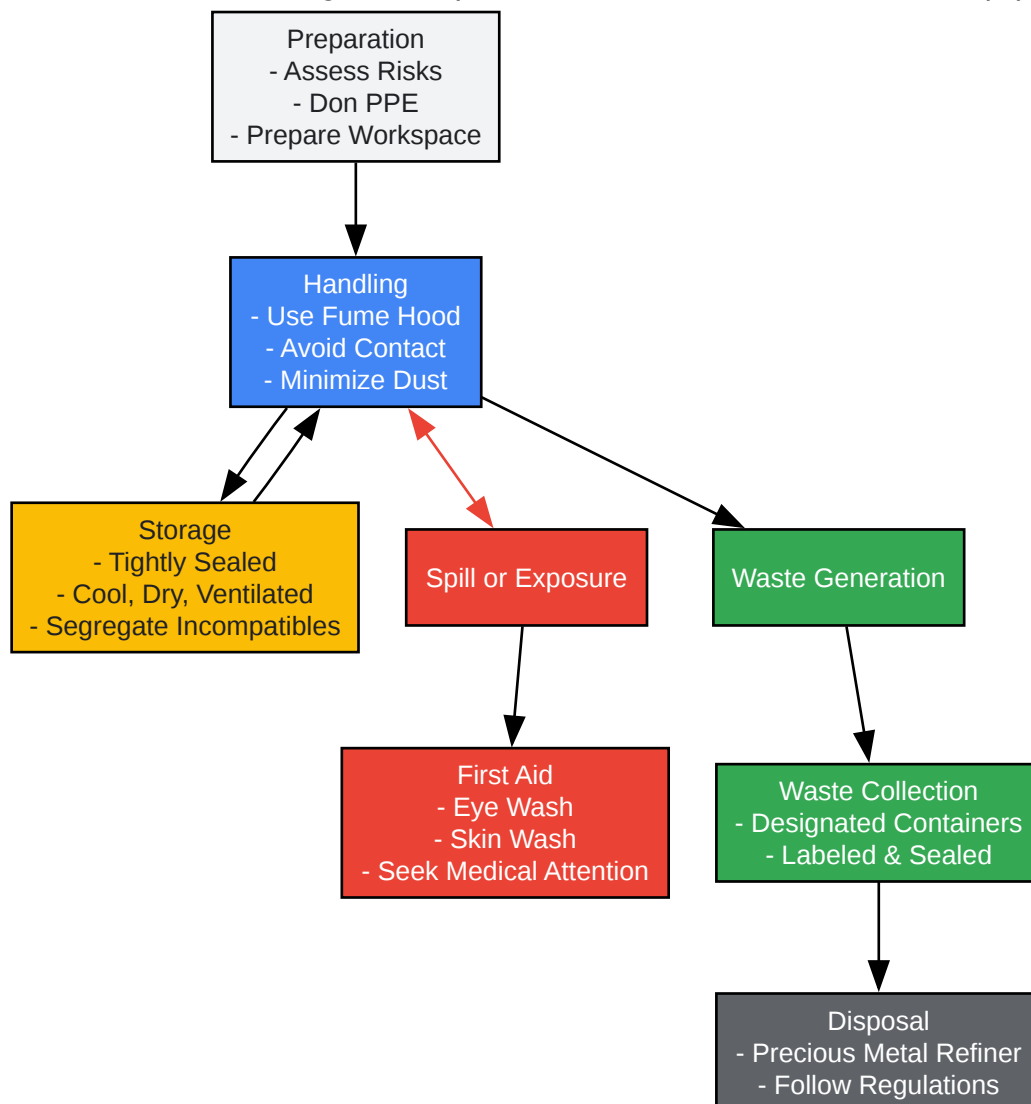 Preparation
- Assess Risks
- Don PPE
- Prepare Workspace
Handling
- Use Fume Hood
- Avoid Contact
- Minimize Dust
Storage
- Tightly Sealed
- Cool, Dry, Ventilated
- Segregate Incompatibles
Spill or Exposure
Waste Generation
First Aid
- Eye Wash
- Skin Wash
- Seek Medical Attention
Waste Collection
- Designated Containers
- Labeled & Sealed
Disposal
- Precious Metal Refiner
- Follow Regulations